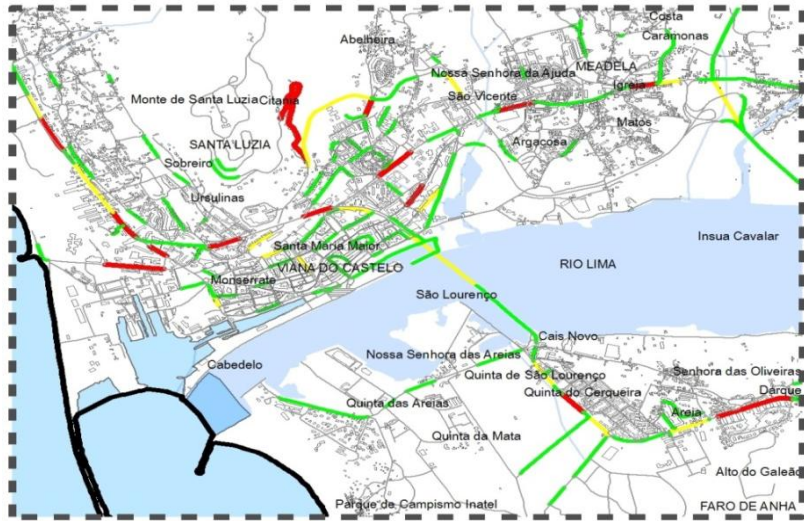 Costa
Caramonas
Abelheira
Nossa Senhora da Ajuda
MEADELA
Igreja
Monte de Santa Luzia
Citania
São Vicente
Matos
SANTA LUZIA
Argaçosa
Sobreiro
Ursulinas
Insua Cavalar
Santa Maria Maior
VIANA DO CASTELO
RIO LIMA
Monserrate
São Lourenço
Cais Novo
Cabedelo
Nossa Senhora das Areias
Quinta de São Lourenço
Senhora das Oliveiras
Quinta do Cerqueira
Darque
Quinta das Areias
Areia
Quinta da Mata
Alto do Galeão
Parque de Campismo Inatel
FARO DE ANHA